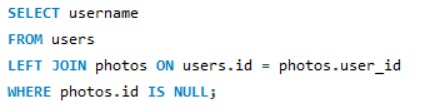 SELECT username
FROM users
LEFT JOIN photos ON users.id = photos.user_id
WHERE photos.id IS NULL;